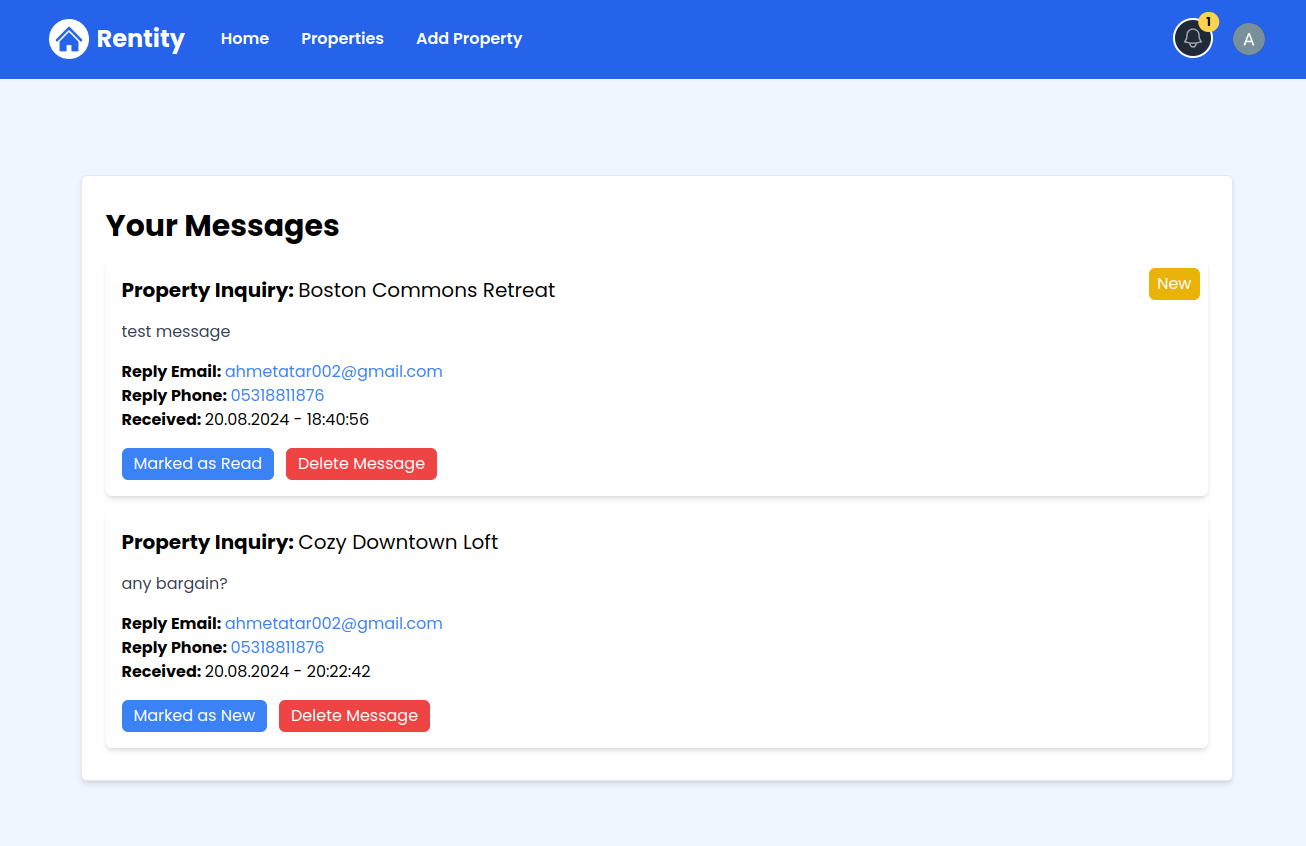 Rentity
Home
Properties
Add Property
1
A
Your Messages
Property Inquiry: Boston Commons Retreat
New
test message
Reply Email: ahmetatar002@gmail.com
Reply Phone: 05318811876
Received: 20.08.2024 - 18:40:56
Marked as Read
Delete Message
Property Inquiry: Cozy Downtown Loft
any bargain?
Reply Email: ahmetatar002@gmail.com
Reply Phone: 05318811876
Received: 20.08.2024 - 20:22:42
Marked as New
Delete Message